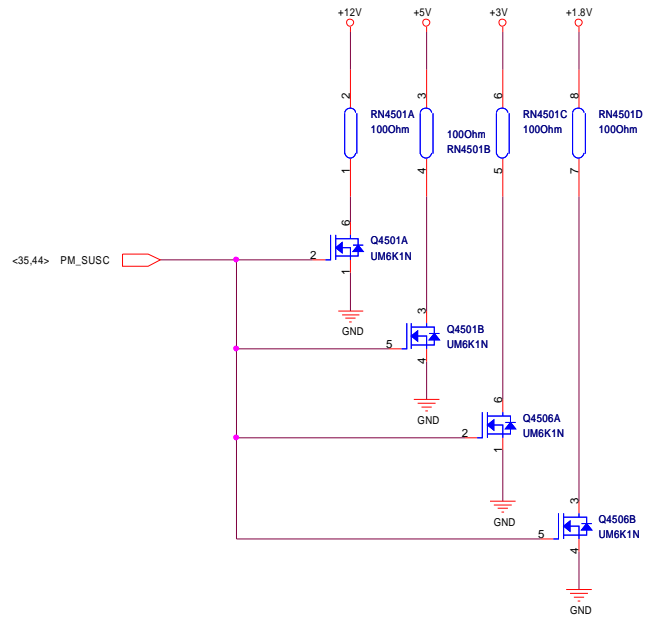 +12V
+5V
+3V
+1.8V
2
3
6
8
RN4501A
100Ohm
100Ohm
RN4501B
RN4501C
100Ohm
RN4501D
100Ohm
1
4
5
7
6
Q4501A
UM6K1N
2
<35,44> PM_SUSC
1
GND
3
Q4501B
UM6K1N
5
4
GND
6
Q4506A
UM6K1N
2
1
GND
3
Q4506B
UM6K1N
5
4
GND